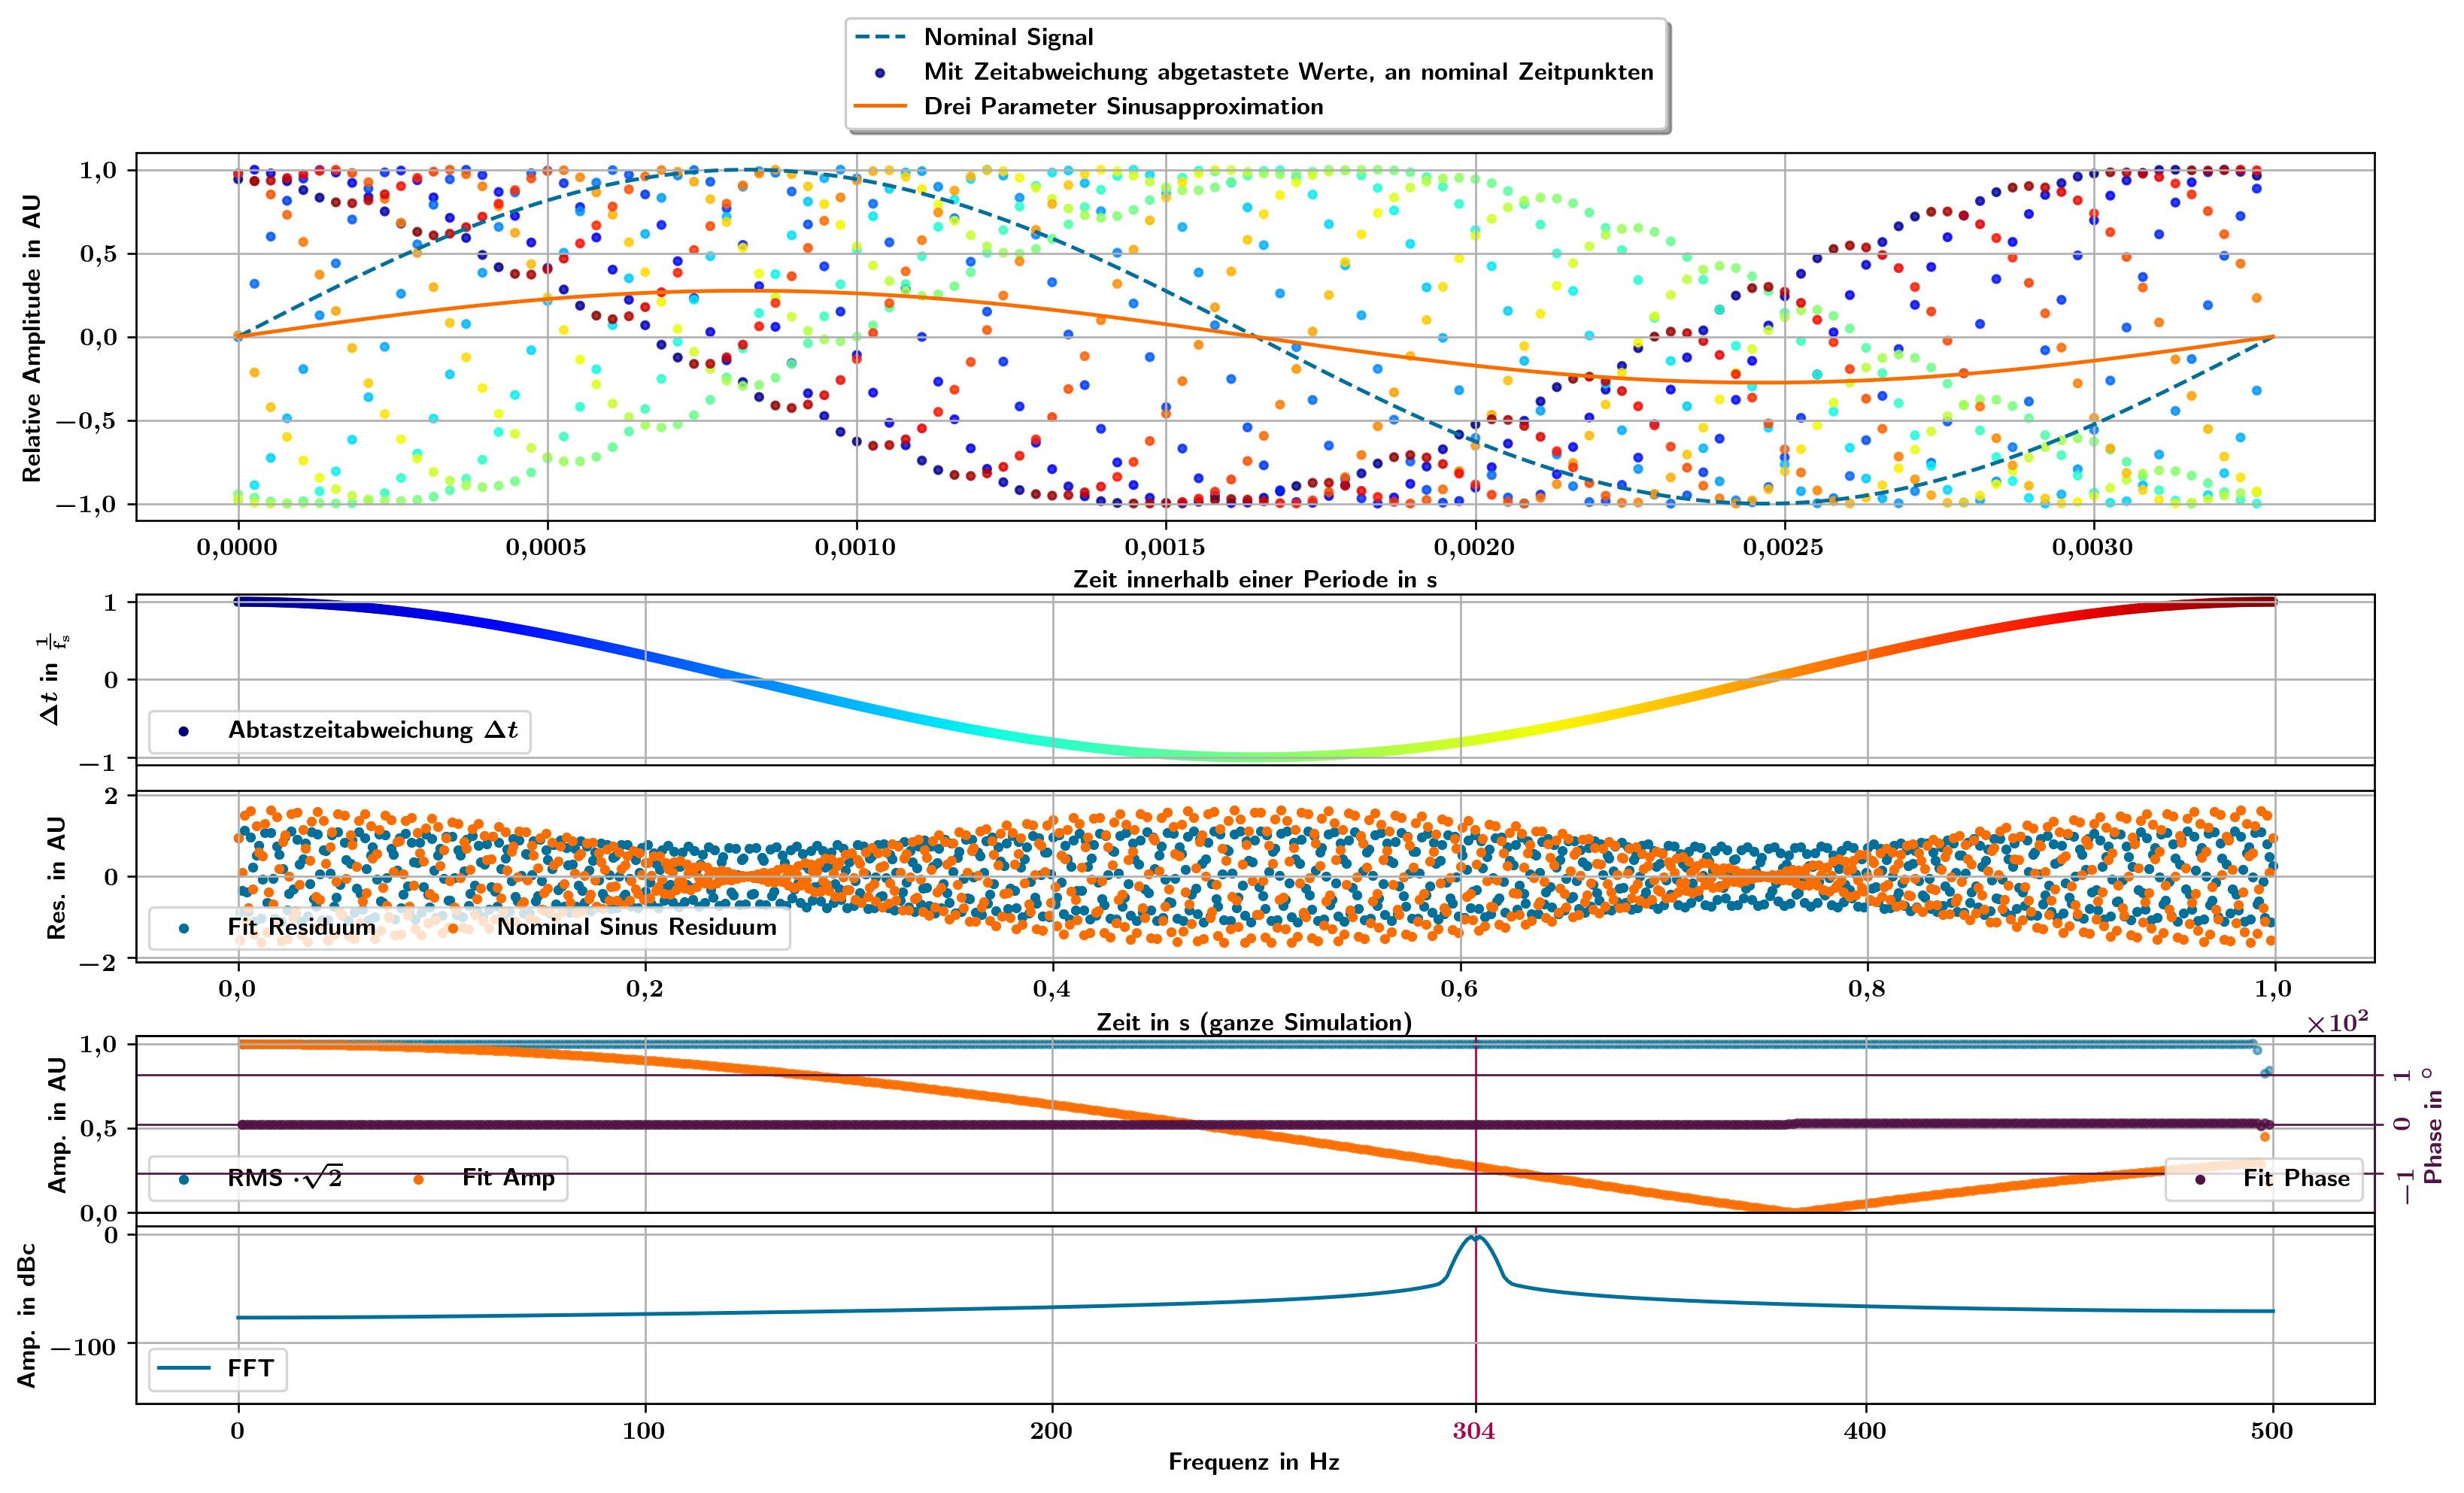 Nominal Signal
Mit Zeitabweichung abgetastete Werte, an nominal Zeitpunkten
Drei Parameter Sinusapproximation
Relative Amplitude in AU
1,0
0,5
0,0
−0,5
−1,0
0,0000 0,0005 0,0010 0,0015 0,0020 0,0025 0,0030
Zeit innerhalb einer Periode in s
Δt in 1/fs
1
0
−1
Abtastzeitabweichung Δt
Res. in AU
2
0
−2
Fit Residuum Nominal Sinus Residuum
0,0 0,2 0,4 0,6 0,8 1,0
Zeit in s (ganze Simulation)
×10²
Amp. in AU
1,0
0,5
0,0
RMS ·√2 Fit Amp
Fit Phase
1
0
−1
Phase in °
Amp. in dBc
0
−100
FFT
0 100 200 304 400 500
Frequenz in Hz